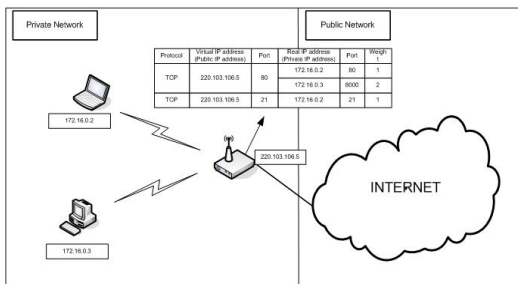 Private Network
Public Network
Protocol
Virtual IP address
(Public IP address)
Port
Real IP address
(Private IP address)
Port
Weigh
t
TCP
220.103.106.5
80
172.16.0.2
80
1
172.16.0.3
8000
2
TCP
220.103.106.5
21
172.16.0.2
21
1
172.16.0.2
220.103.106.5
INTERNET
172.16.0.3